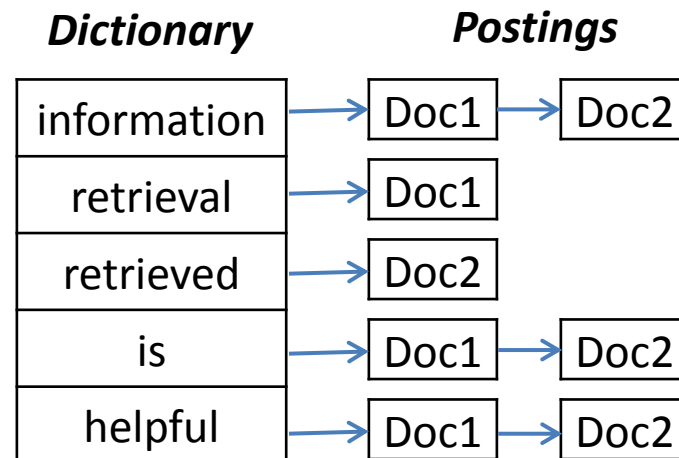 Dictionary Postings
information Doc1 Doc2
retrieval Doc1
retrieved Doc2
is Doc1 Doc2
helpful Doc1 Doc2